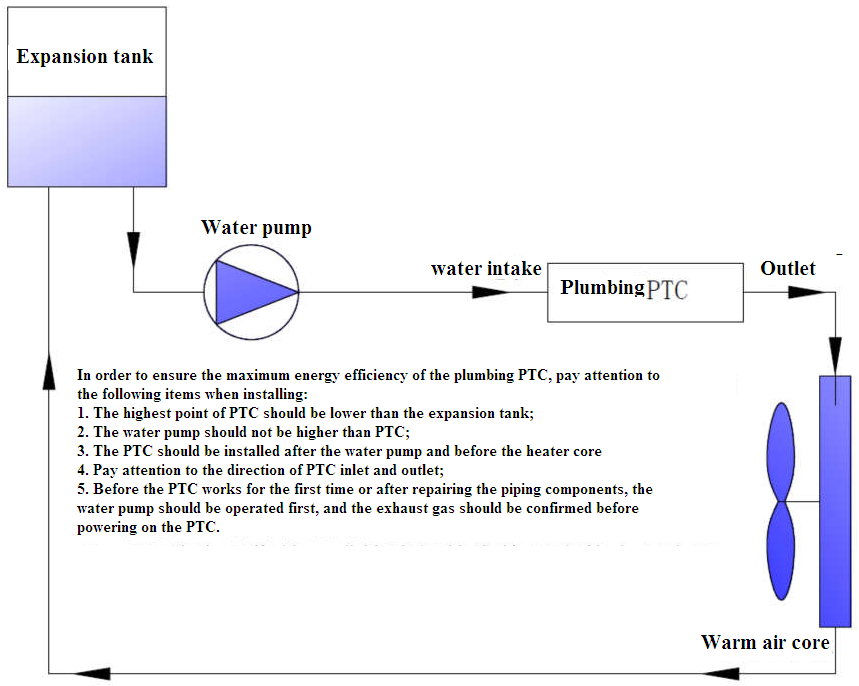 Expansion tank
Water pump
water intake
Plumbing PTC
Outlet
In order to ensure the maximum energy efficiency of the plumbing PTC, pay attention to
the following items when installing:
1. The highest point of PTC should be lower than the expansion tank;
2. The water pump should not be higher than PTC;
3. The PTC should be installed after the water pump and before the heater core
4. Pay attention to the direction of PTC inlet and outlet;
5. Before the PTC works for the first time or after repairing the piping components, the
water pump should be operated first, and the exhaust gas should be confirmed before
powering on the PTC.
Warm air core